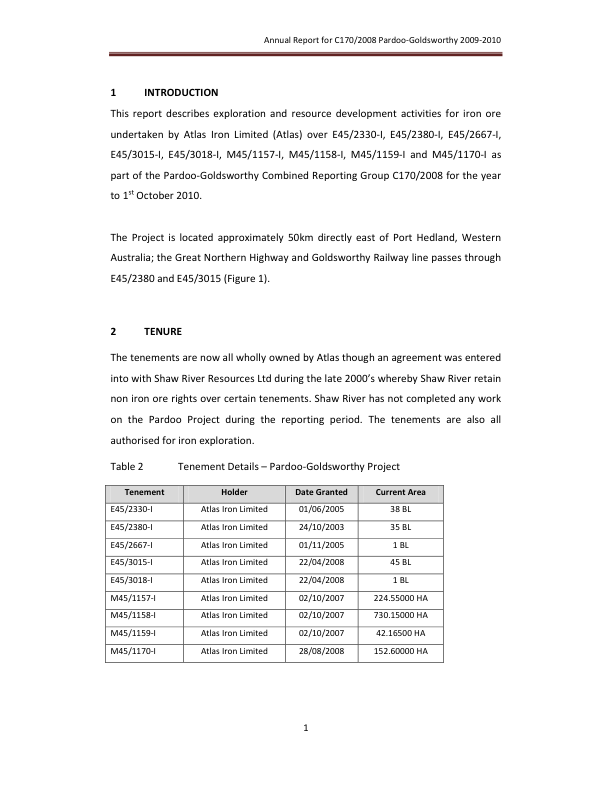 Annual Report for C170/2008 Pardoo-Goldsworthy 2009-2010
1 INTRODUCTION
This report describes exploration and resource development activities for iron ore
undertaken by Atlas Iron Limited (Atlas) over E45/2330-I, E45/2380-I, E45/2667-I,
E45/3015-I, E45/3018-I, M45/1157-I, M45/1158-I, M45/1159-I and M45/1170-I as
part of the Pardoo-Goldsworthy Combined Reporting Group C170/2008 for the year
to 1st October 2010.
The Project is located approximately 50km directly east of Port Hedland, Western
Australia; the Great Northern Highway and Goldsworthy Railway line passes through
E45/2380 and E45/3015 (Figure 1).
2 TENURE
The tenements are now all wholly owned by Atlas though an agreement was entered
into with Shaw River Resources Ltd during the late 2000's whereby Shaw River retain
non iron ore rights over certain tenements. Shaw River has not completed any work
on the Pardoo Project during the reporting period. The tenements are also all
authorised for iron exploration.
Table 2 Tenement Details – Pardoo-Goldsworthy Project
Tenement Holder Date Granted Current Area
E45/2330-I Atlas Iron Limited 01/06/2005 38 BL
E45/2380-I Atlas Iron Limited 24/10/2003 35 BL
E45/2667-I Atlas Iron Limited 01/11/2005 1 BL
E45/3015-I Atlas Iron Limited 22/04/2008 45 BL
E45/3018-I Atlas Iron Limited 22/04/2008 1 BL
M45/1157-I Atlas Iron Limited 02/10/2007 224.55000 HA
M45/1158-I Atlas Iron Limited 02/10/2007 730.15000 HA
M45/1159-I Atlas Iron Limited 02/10/2007 42.16500 HA
M45/1170-I Atlas Iron Limited 28/08/2008 152.60000 HA
1